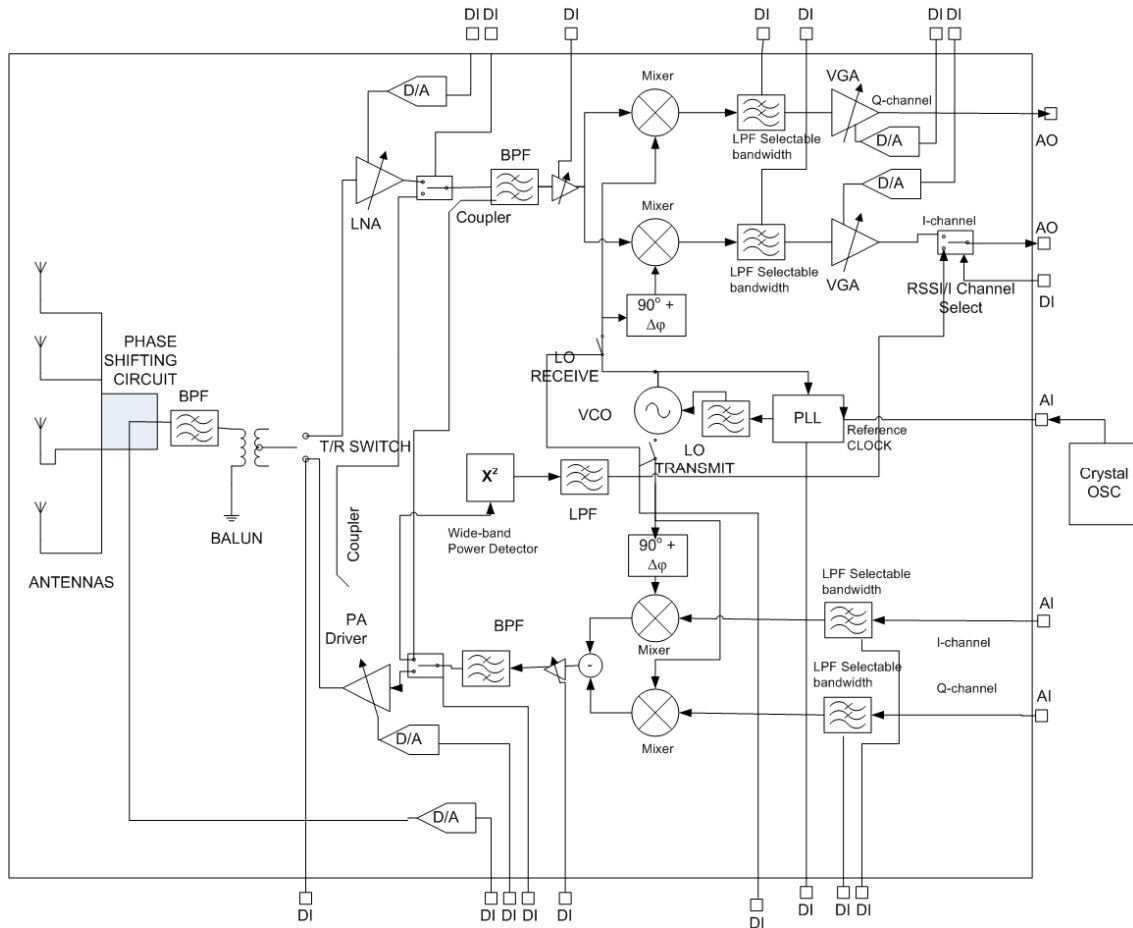 DI DI
DI
DI
DI
DI DI
D/A
Mixer
VGA
Q-channel
AO
LPF Selectable
bandwidth
D/A
BPF
D/A
LNA
Coupler
Mixer
I-channel
AO
LPF Selectable
bandwidth
VGA
RSSI/I Channel
Select
DI
90° +
Δφ
PHASE
SHIFTING
CIRCUIT
BPF
LO
RECEIVE
VCO
PLL
Reference
CLOCK
AI
T/R SWITCH
LO
TRANSMIT
Crystal
OSC
X²
LPF
Wide-band
Power Detector
BALUN
Coupler
90° +
Δφ
ANTENNAS
LPF Selectable
bandwidth
AI
PA
Driver
BPF
Mixer
I-channel
-
LPF Selectable
bandwidth
Q-channel
AI
Mixer
D/A
D/A
DI
DI
DI
DI
DI
DI
DI
DI
DI